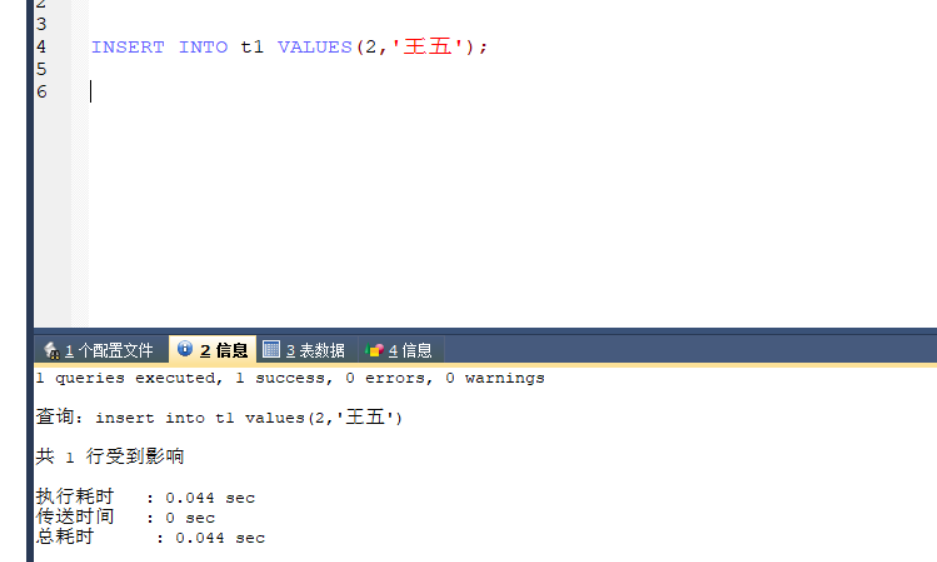 2
3
4 INSERT INTO t1 VALUES(2,'王五');
5
6
1 个配置文件 2 信息 3 表数据 4 信息
1 queries executed, 1 success, 0 errors, 0 warnings
查询: insert into t1 values(2,'王五')
共 1 行受到影响
执行耗时 : 0.044 sec
传送时间 : 0 sec
总耗时 : 0.044 sec